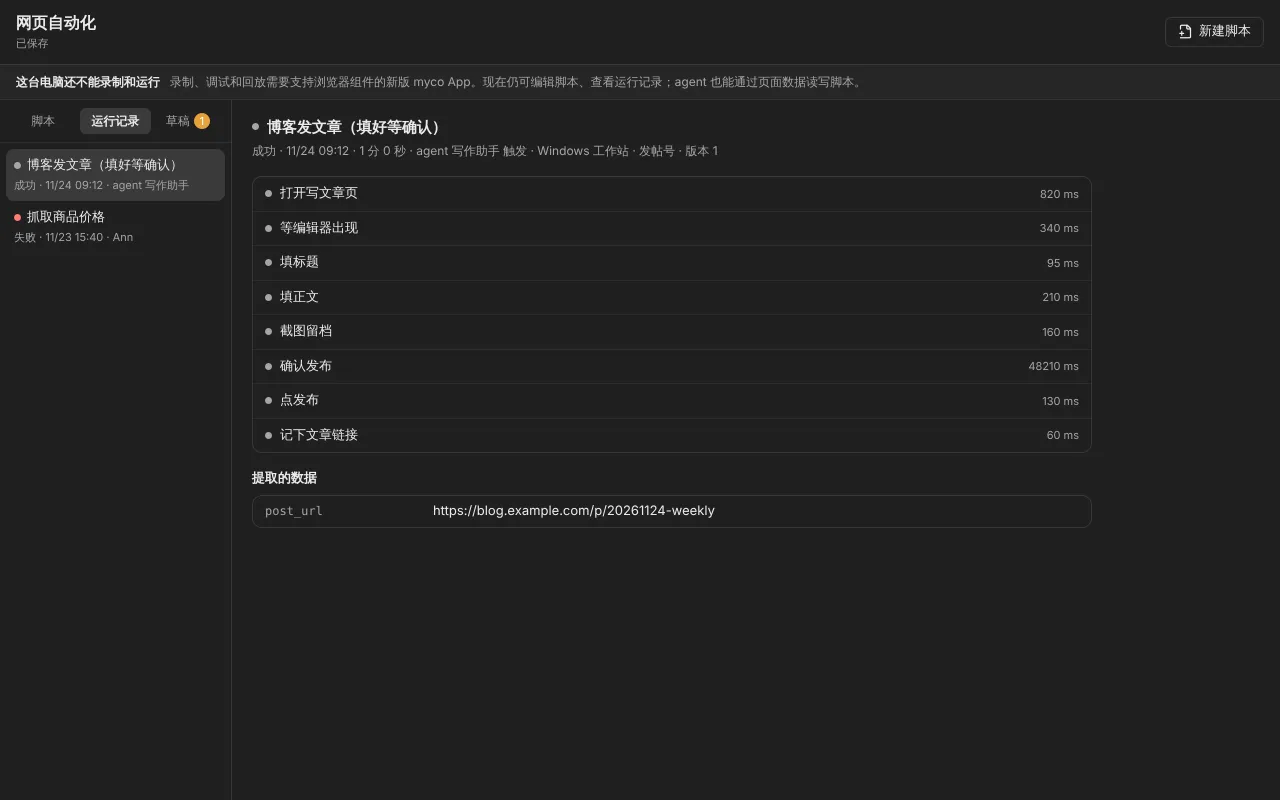 网页自动化
已保存
新建脚本
这台电脑还不能录制和运行 录制、调试和回放需要支持浏览器组件的新版 myco App。现在仍可编辑脚本、查看运行记录；agent 也能通过页面数据读写脚本。
脚本 运行记录 草稿 1
博客发文章（填好等确认）
成功 · 11/24 09:12 · agent 写作助手
抓取商品价格
失败 · 11/23 15:40 · Ann
博客发文章（填好等确认）
成功 · 11/24 09:12 · 1 分 0 秒 · agent 写作助手 触发 · Windows 工作站 · 发帖号 · 版本 1
打开写文章页 820 ms
等编辑器出现 340 ms
填标题 95 ms
填正文 210 ms
截图留档 160 ms
确认发布 48210 ms
点发布 130 ms
记下文章链接 60 ms
提取的数据
post_url https://blog.example.com/p/20261124-weekly